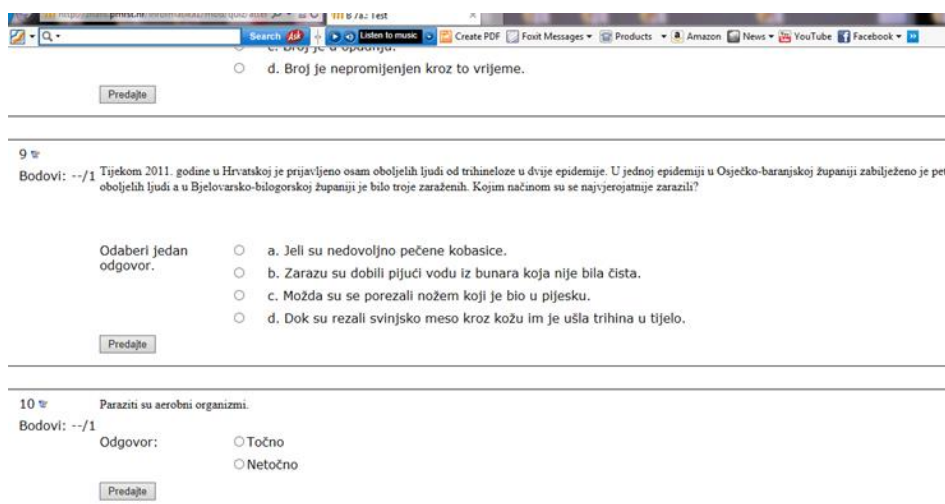 B 7a.: Test
Search Ask Listen to music Create PDF Foxit Messages Products Amazon News YouTube Facebook
d. Broj je nepromijenjen kroz to vrijeme.
Predajte
9
Bodovi: --/1 Tijekom 2011. godine u Hrvatskoj je prijavljeno osam oboljelih ljudi od trihineloze u dvije epidemije. U jednoj epidemiji u Osječko-baranjskoj županiji zabilježeno je pet
oboljelih ljudi a u Bjelovarsko-bilogorskoj županiji je bilo troje zaraženih. Kojim načinom su se najvjerojatnije zarazili?
Odaberi jedan
odgovor.
a. Jeli su nedovoljno pečene kobasice.
b. Zarazu su dobili pijući vodu iz bunara koja nije bila čista.
c. Možda su se porezali nožem koji je bio u pijesku.
d. Dok su rezali svinjsko meso kroz kožu im je ušla trihina u tijelo.
Predajte
10 Paraziti su aerobni organizmi.
Bodovi: --/1
Odgovor: Točno
Netočno
Predajte